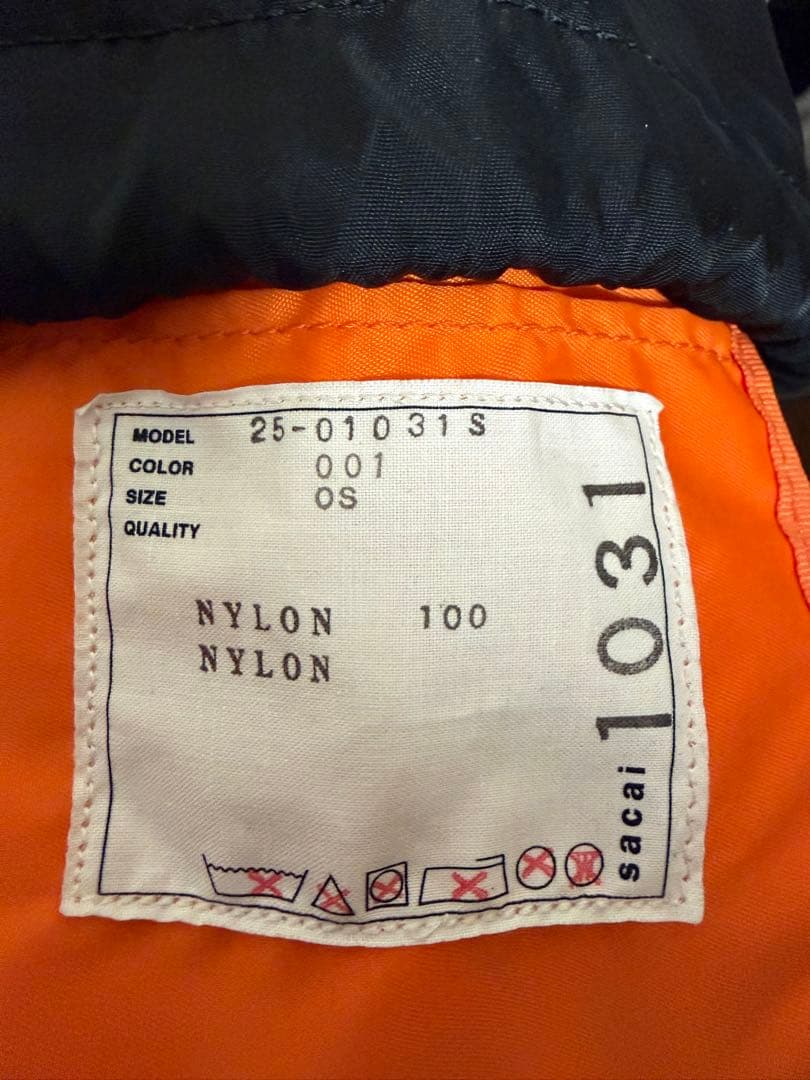 MODEL 25-01031S
COLOR 001
SIZE OS
QUALITY
NYLON 100
NYLON
sacai 1031